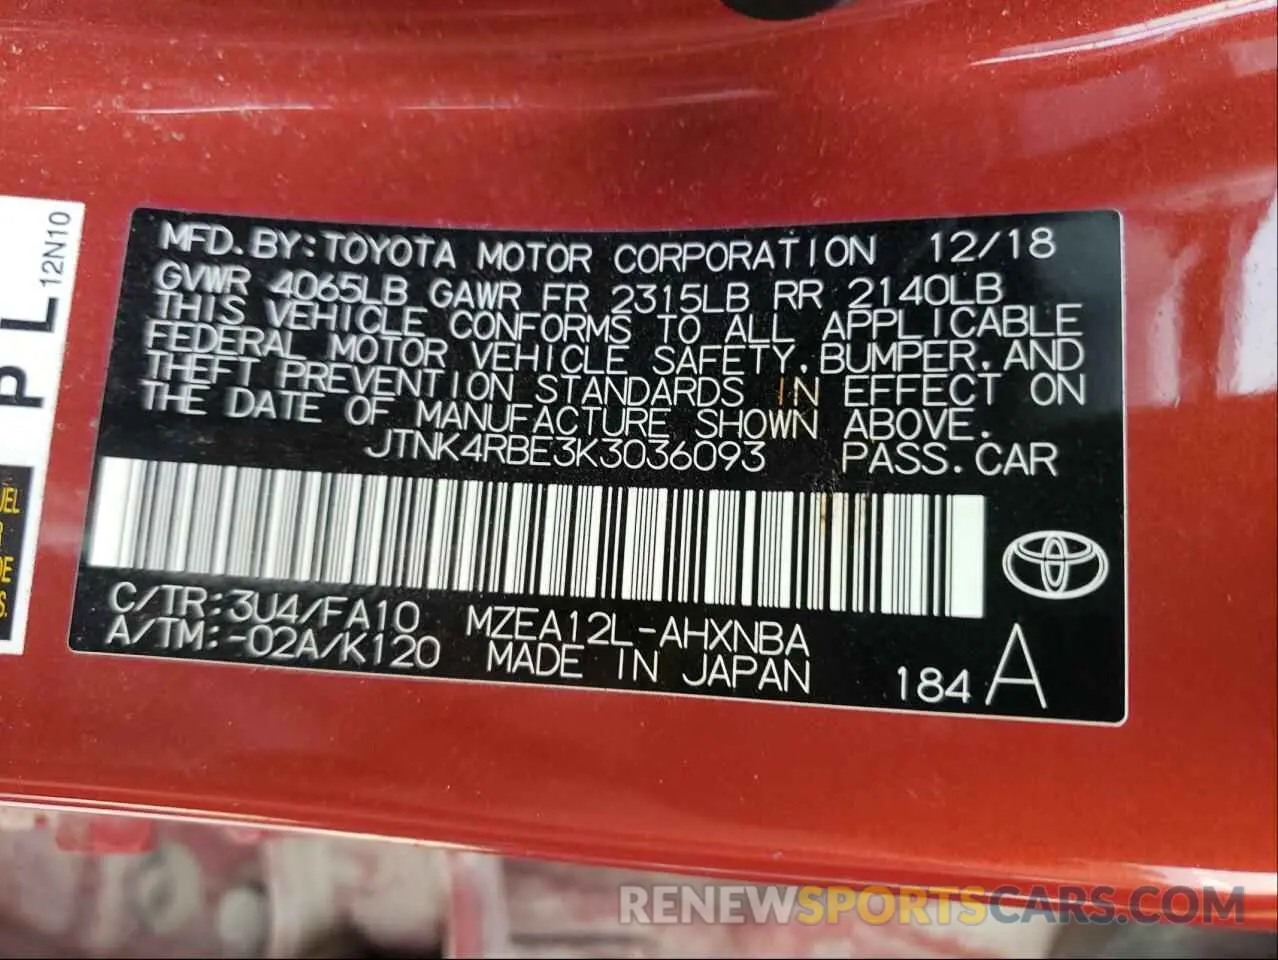 MFD. BY: TOYOTA MOTOR CORPORATION 12/18
GVWR 4065LB GAWR FR 2315LB RR 2140LB
THIS VEHICLE CONFORMS TO ALL APPLICABLE
FEDERAL MOTOR VEHICLE SAFETY, BUMPER, AND
THEFT PREVENTION STANDARDS IN EFFECT ON
THE DATE OF MANUFACTURE SHOWN ABOVE.
JTNK4RBE3K3036093 PASS. CAR
C/TR: 3U4/FA10 MZEA12L-AHXNBA
A/TM: -02A/K120 MADE IN JAPAN 184 A
P L
12N10
RENEWSPORTSCARS.COM